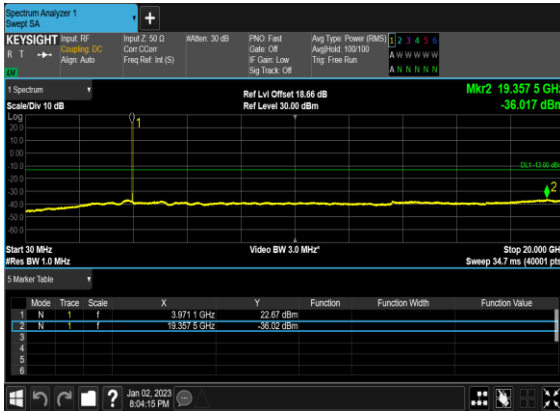 Spectrum Analyzer 1
Swept SA
+
KEYSIGHT
R T
Input: RF
Coupling: DC
Align: Auto
Input Z: 50 Ω
Corr CCorr
Freq Ref: Int (S)
#Atten: 30 dB
PNO: Fast
Gate: Off
IF Gain: Low
Sig Track: Off
Avg Type: Power (RMS)
Avg|Hold: 100/100
Trig: Free Run
1 2 3 4 5 6
A W W W W W
A N N N N N
1 Spectrum
Scale/Div 10 dB
Ref Lvl Offset 18.66 dB
Ref Level 30.00 dBm
Mkr2 19.357 5 GHz
-36.017 dBm
Log
20.0
10.0
0.00
-10.0
-20.0
-30.0
-40.0
-50.0
-60.0
1
DL1 -13.00 dBm
2
Start 30 MHz
#Res BW 1.0 MHz
Video BW 3.0 MHz*
Stop 20.000 GH
Sweep 34.7 ms (40001 pts
5 Marker Table
Mode Trace Scale X Y Function Function Width Function Value
1 N 1 f 3.971 1 GHz 22.67 dBm
2 N 1 f 19.357 5 GHz -36.02 dBm
3
4
5
6
?
Jan 02, 2023
8:04:15 PM